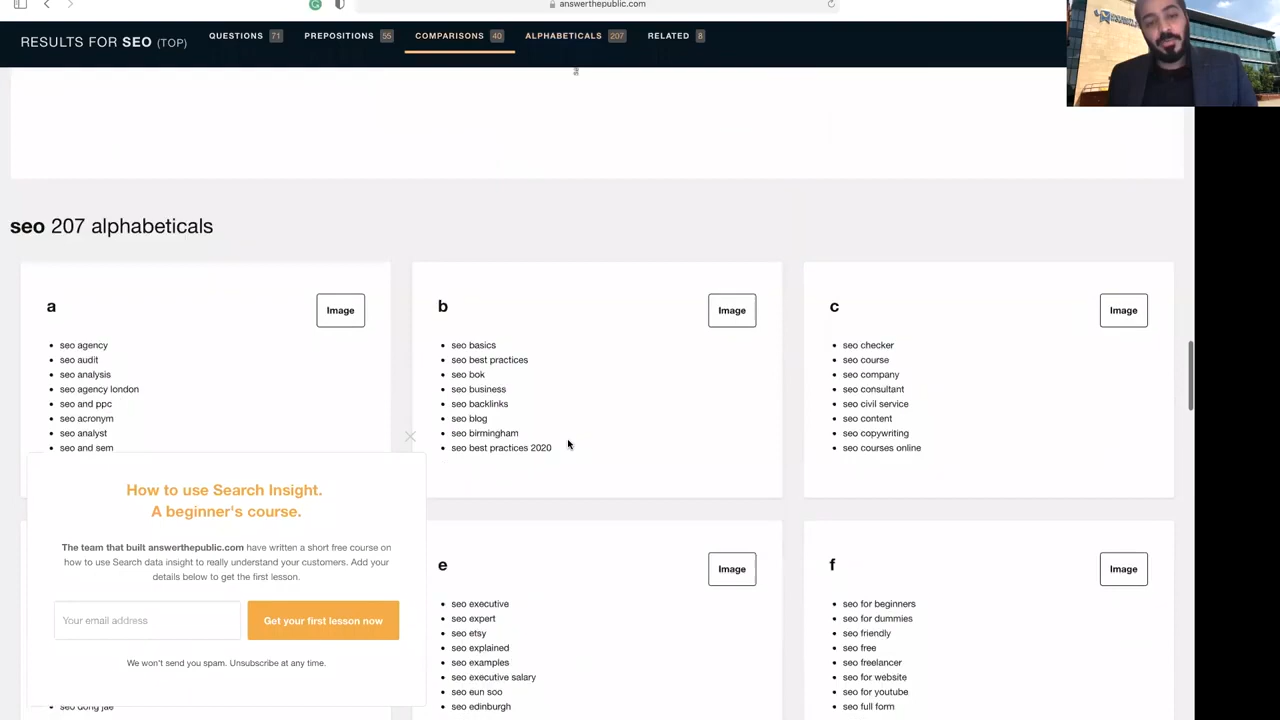 answerthepublic.com
RESULTS FOR SEO (TOP)
QUESTIONS 71
PREPOSITIONS 55
COMPARISONS 40
ALPHABETICALS 207
RELATED 8
seo 207 alphabeticals
a
Image
seo agency
seo audit
seo analysis
seo agency london
seo and ppc
seo acronym
seo analyst
seo and sem
b
Image
seo basics
seo best practices
seo bok
seo business
seo backlinks
seo blog
seo birmingham
seo best practices 2020
c
Image
seo checker
seo course
seo company
seo consultant
seo civil service
seo content
seo copywriting
seo courses online
How to use Search Insight.
A beginner's course.
The team that built answerthepublic.com have written a short free course on
how to use Search data insight to really understand your customers. Add your
details below to get the first lesson.
Your email address
Get your first lesson now
We won't send you spam. Unsubscribe at any time.
seo dong jae
e
Image
seo executive
seo expert
seo etsy
seo explained
seo examples
seo executive salary
seo eun soo
seo edinburgh
f
Image
seo for beginners
seo for dummies
seo friendly
seo free
seo freelancer
seo for website
seo for youtube
seo full form